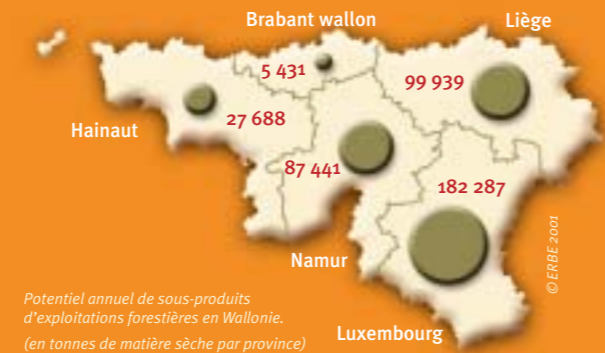 Brabant wallon
Liège
5 431
99 939
27 688
Hainaut
87 441
182 287
Namur
© ERBE 2001
Potentiel annuel de sous-produits
d'exploitations forestières en Wallonie.
(en tonnes de matière sèche par province)
Luxembourg